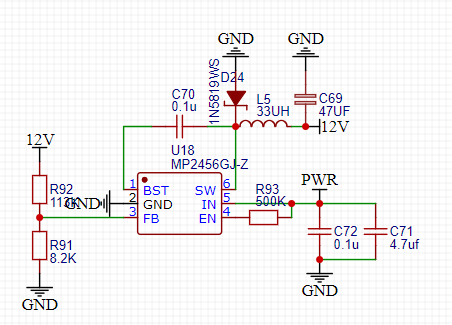 GND
GND
1N5819WS
D24
C70
0.1u
L5
33UH
C69
47UF
12V
12V
U18
MP2456GJ-Z
R92
GND
1 BST
2 GND
3 FB
SW 6
IN 5
EN 4
R93
500K
PWR
R91
8.2K
GND
C72
0.1u
C71
4.7uf
GND